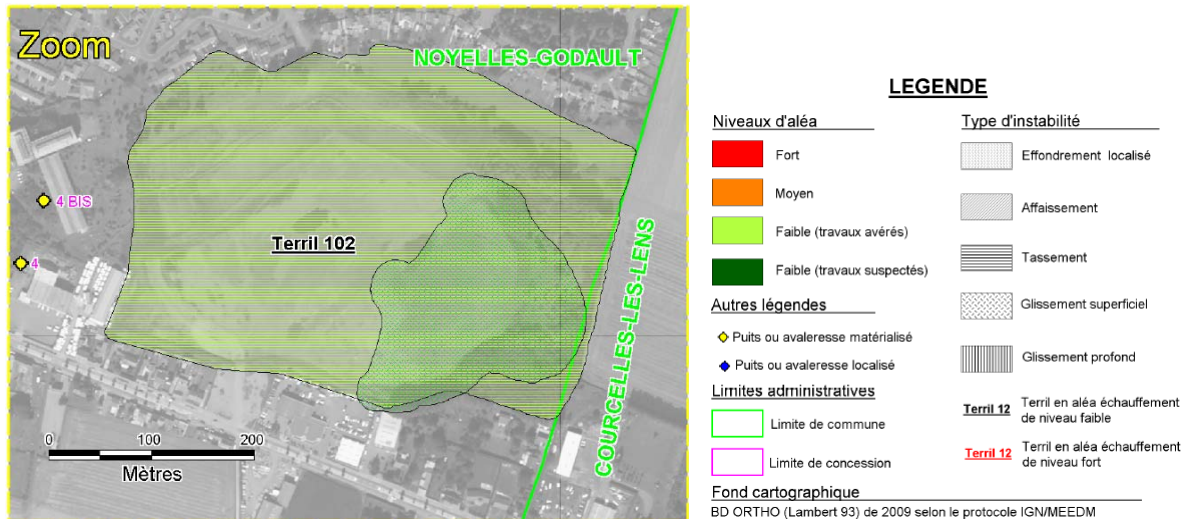 Zoom
NOYELLES-GODAULT
4 BIS
4
Terril 102
COURCELLES-LES-LENS
0 100 200
Mètres
LEGENDE
Niveaux d'aléa
Fort
Moyen
Faible (travaux avérés)
Faible (travaux suspectés)
Autres légendes
Puits ou avaleresse matérialisé
Puits ou avaleresse localisé
Limites administratives
Limite de commune
Limite de concession
Type d'instabilité
Effondrement localisé
Affaissement
Tassement
Glissement superficiel
Glissement profond
Terril 12 Terril en aléa échauffement
de niveau faible
Terril 12 Terril en aléa échauffement
de niveau fort
Fond cartographique
BD ORTHO (Lambert 93) de 2009 selon le protocole IGN/MEEDM